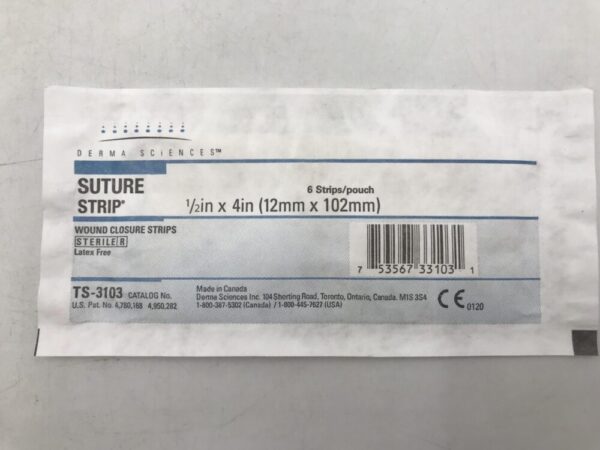 DERMA SCIENCES™
SUTURE
STRIP®
6 Strips/pouch
1/2in x 4in (12mm x 102mm)
WOUND CLOSURE STRIPS
STERILE R
Latex Free
7 53567 33103 1
TS-3103 CATALOG No.
U.S. Pat. No. 4,780,168 4,950,282
Made in Canada
Derma Sciences Inc. 104 Shorting Road, Toronto, Ontario, Canada. M1S 3S4
1-800-387-5302 (Canada) / 1-800-445-7627 (USA)
CE 0120